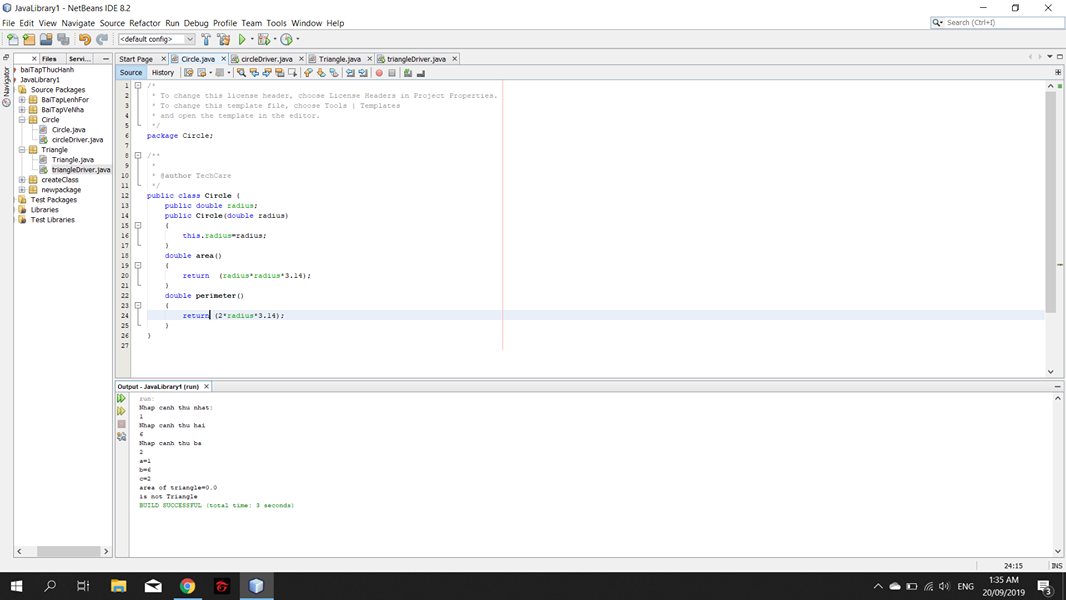 JavaLibrary1 - NetBeans IDE 8.2
File Edit View Navigate Source Refactor Run Debug Profile Team Tools Window Help
Search (Ctrl+I)
<default config>
Files Servi...
Start Page Circle.java circleDriver.java Triangle.java triangleDriver.java
Source History
Navigator
baiTapThucHanh
JavaLibrary1
Source Packages
BaiTapLenhFor
BaiTapVeNha
Circle
Circle.java
circleDriver.java
Triangle
Triangle.java
triangleDriver.java
createClass
newpackage
Test Packages
Libraries
Test Libraries
1 /*
2 * To change this license header, choose License Headers in Project Properties.
3 * To change this template file, choose Tools | Templates
4 * and open the template in the editor.
5 */
6 package Circle;
7
8 /**
9 *
10 * @author TechCare
11 */
12 public class Circle {
13 public double radius;
14 public Circle(double radius)
15 {
16 this.radius=radius;
17 }
18 double area()
19 {
20 return (radius*radius*3.14);
21 }
22 double perimeter()
23 {
24 return (2*radius*3.14);
25 }
26 }
27
Output - JavaLibrary1 (run)
run:
Nhap canh thu nhat:
1
Nhap canh thu hai
6
Nhap canh thu ba
2
a=1
b=6
c=2
area of triangle=0.0
is not Triangle
BUILD SUCCESSFUL (total time: 3 seconds)
24:15 INS
ENG
1:35 AM
20/09/2019
3